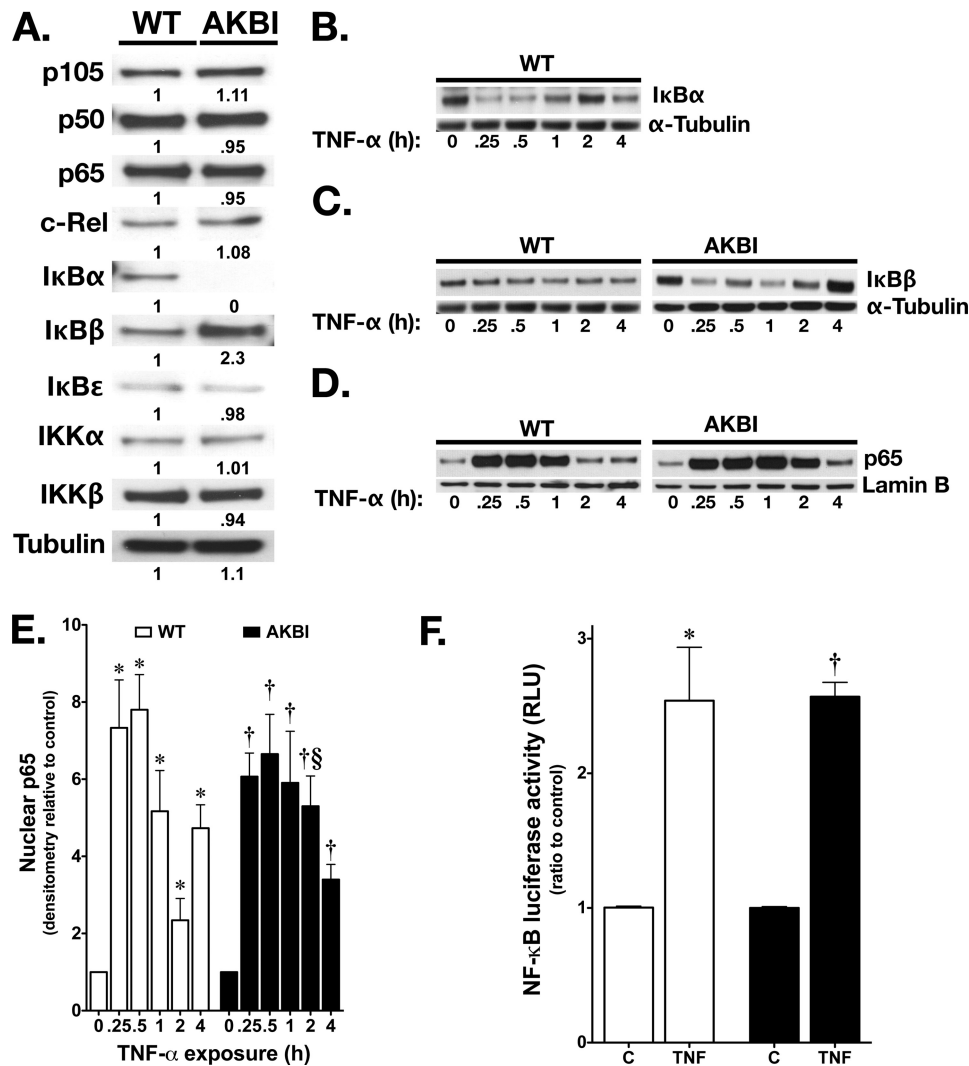 A.
WT AKBI
p105
1 1.11
p50
1 .95
p65
1 .95
c-Rel
1 1.08
IκBα
1 0
IκBβ
1 2.3
IκBε
1 .98
IKKα
1 1.01
IKKβ
1 .94
Tubulin
1 1.1
B.
WT
IκBα
α-Tubulin
TNF-α (h): 0 .25 .5 1 2 4
C.
WT AKBI
IκBβ
α-Tubulin
TNF-α (h): 0 .25 .5 1 2 4 0 .25 .5 1 2 4
D.
WT AKBI
p65
Lamin B
TNF-α (h): 0 .25 .5 1 2 4 0 .25 .5 1 2 4
E.
WT AKBI
Nuclear p65
(densitometry relative to control)
10
8
6
4
2
0
* * * * * † † † †§ †
0 .25 .5 1 2 4 0 .25 .5 1 2 4
TNF-α exposure (h)
F.
NF-κB luciferase activity (RLU)
(ratio to control)
3
2
1
0
* †
C TNF C TNF